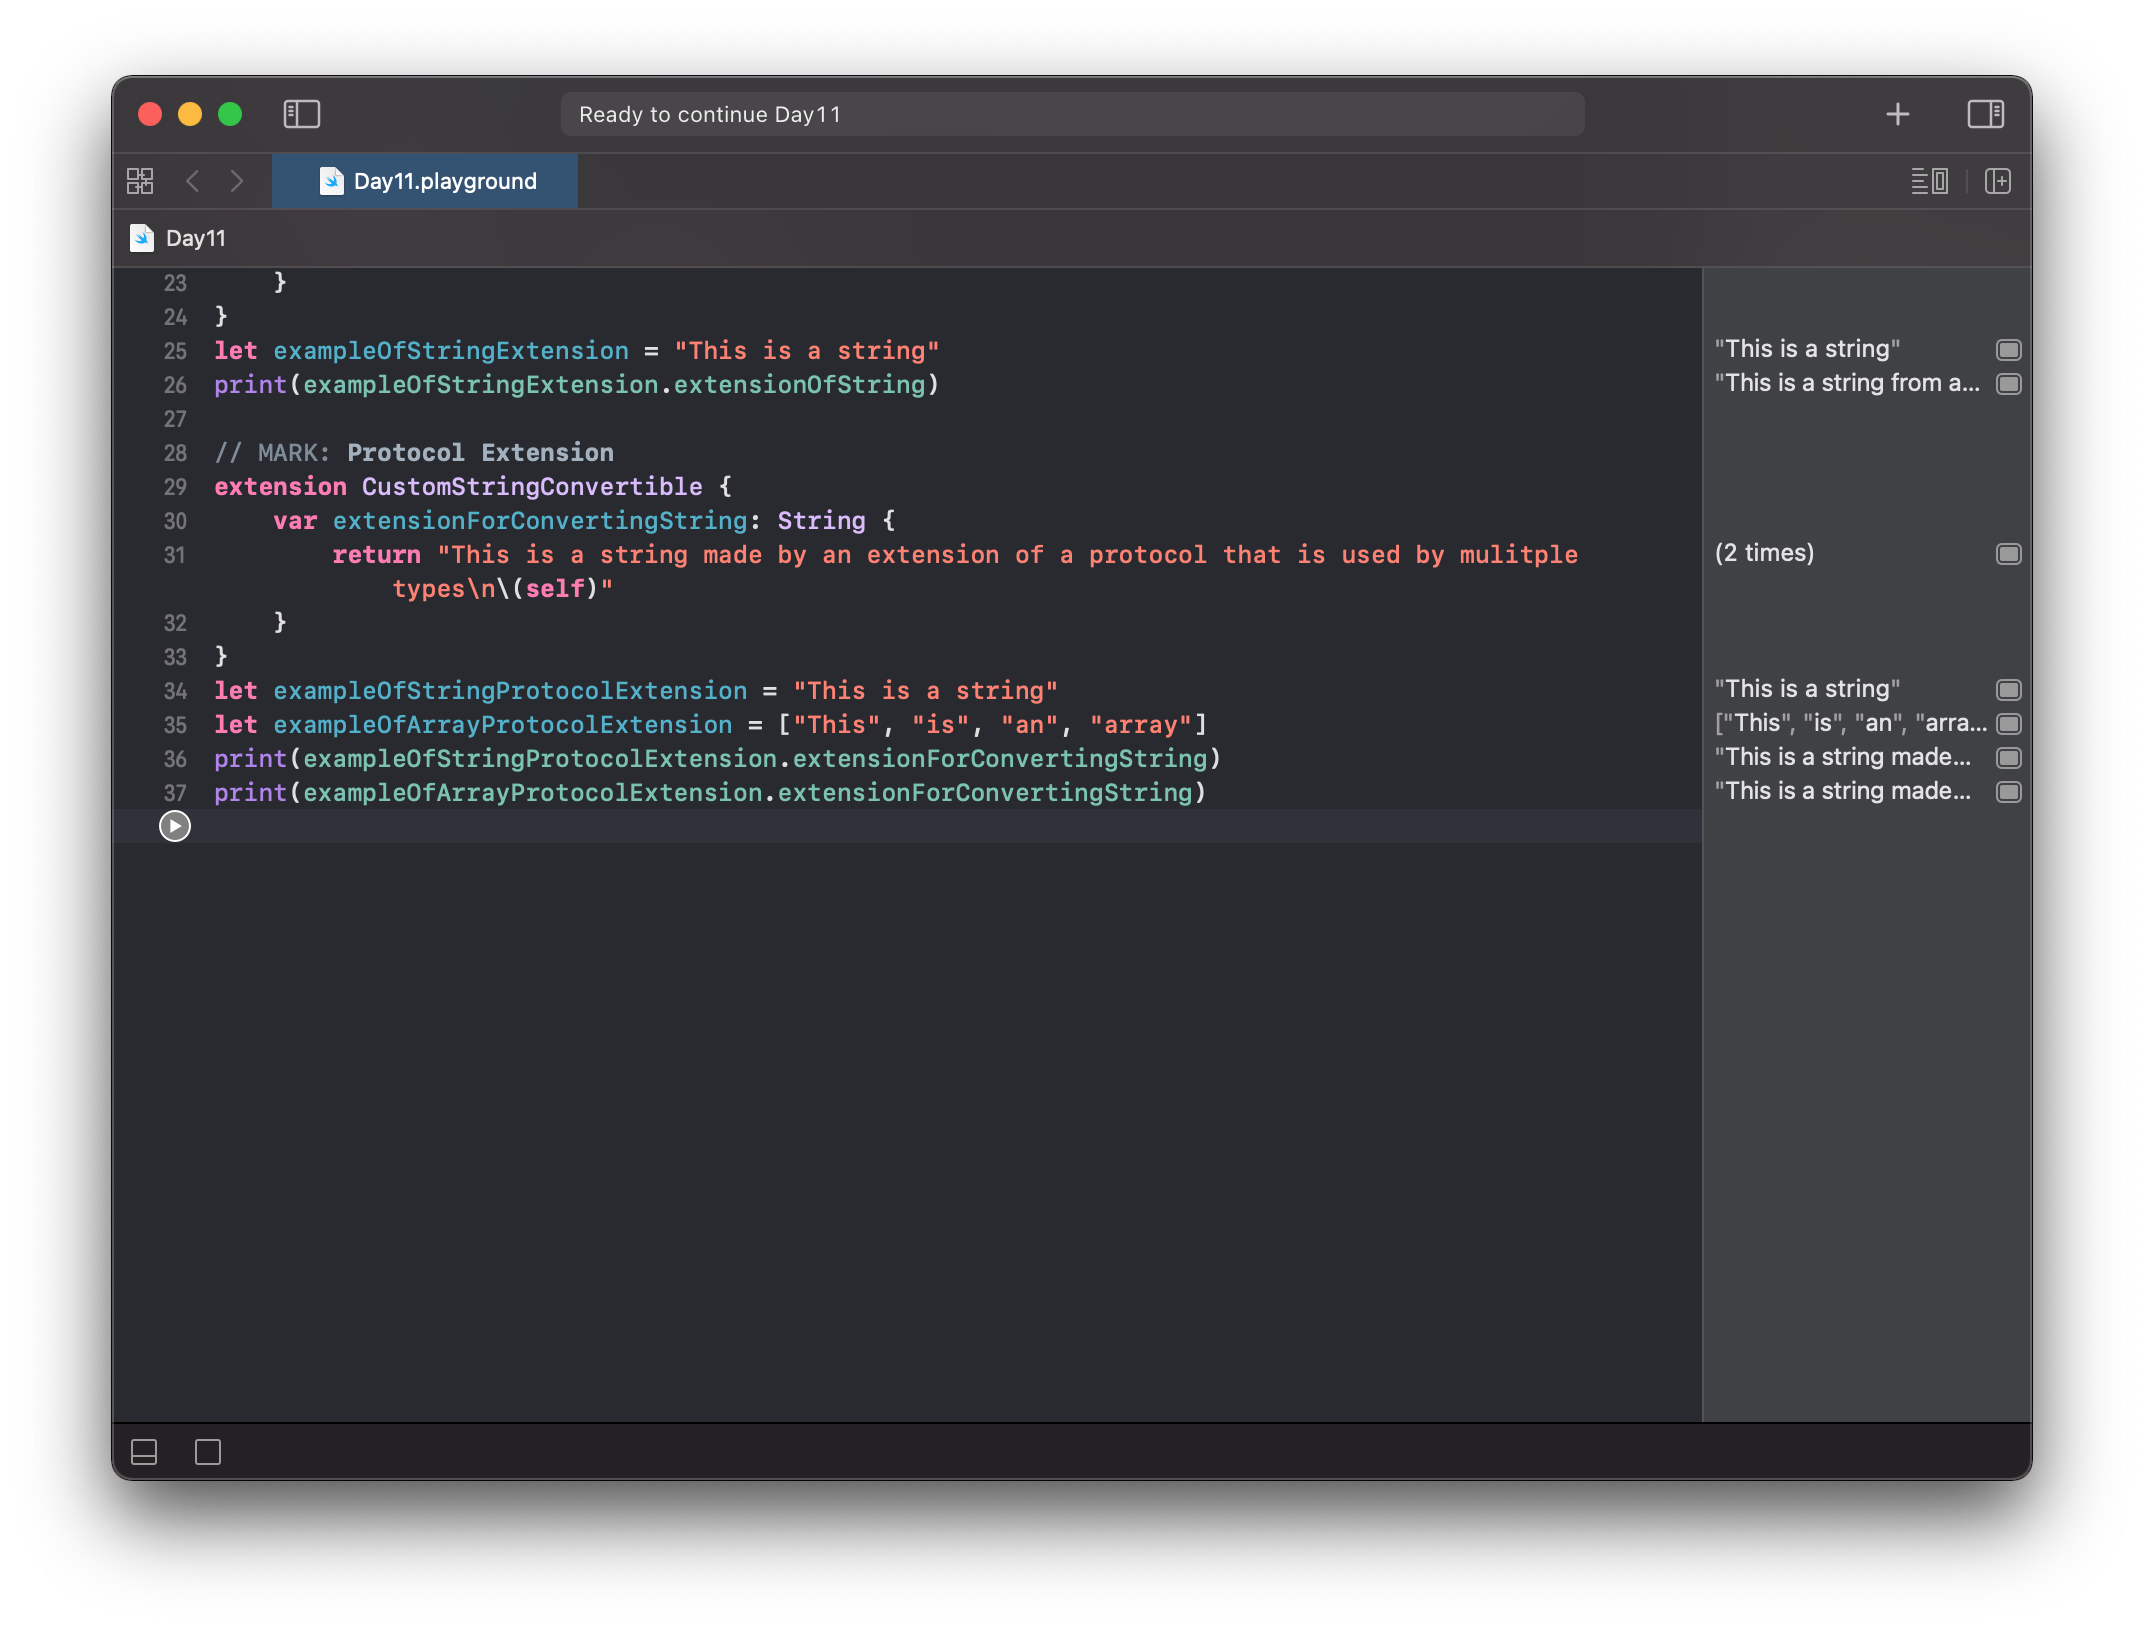 Ready to continue Day11
Day11.playground
Day11
23 }
24 }
25 let exampleOfStringExtension = "This is a string" "This is a string"
26 print(exampleOfStringExtension.extensionOfString) "This is a string from a...
27
28 // MARK: Protocol Extension
29 extension CustomStringConvertible {
30 var extensionForConvertingString: String {
31 return "This is a string made by an extension of a protocol that is used by mulitple (2 times)
types\n\(self)"
32 }
33 }
34 let exampleOfStringProtocolExtension = "This is a string" "This is a string"
35 let exampleOfArrayProtocolExtension = ["This", "is", "an", "array"] ["This", "is", "an", "arra...
36 print(exampleOfStringProtocolExtension.extensionForConvertingString) "This is a string made...
37 print(exampleOfArrayProtocolExtension.extensionForConvertingString) "This is a string made...